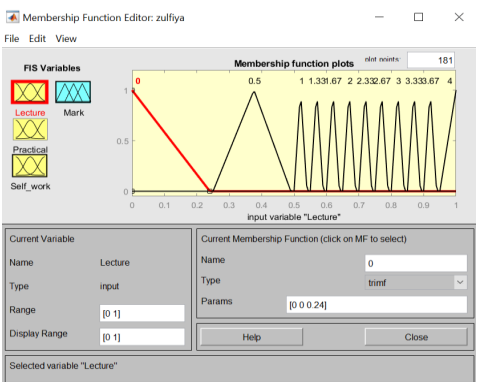 Membership Function Editor: zulfiya
File Edit View
FIS Variables
Lecture
Mark
Practical
Self_work
Membership function plots
plot points:
181
0 0.5 1 1.331.67 2 2.332.67 3 3.333.67 4
1
0.5
0
0 0.1 0.2 0.3 0.4 0.5 0.6 0.7 0.8 0.9 1
input variable "Lecture"
Current Variable
Name Lecture
Type input
Range [0 1]
Display Range [0 1]
Current Membership Function (click on MF to select)
Name 0
Type trimf
Params [0 0 0.24]
Help Close
Selected variable "Lecture"